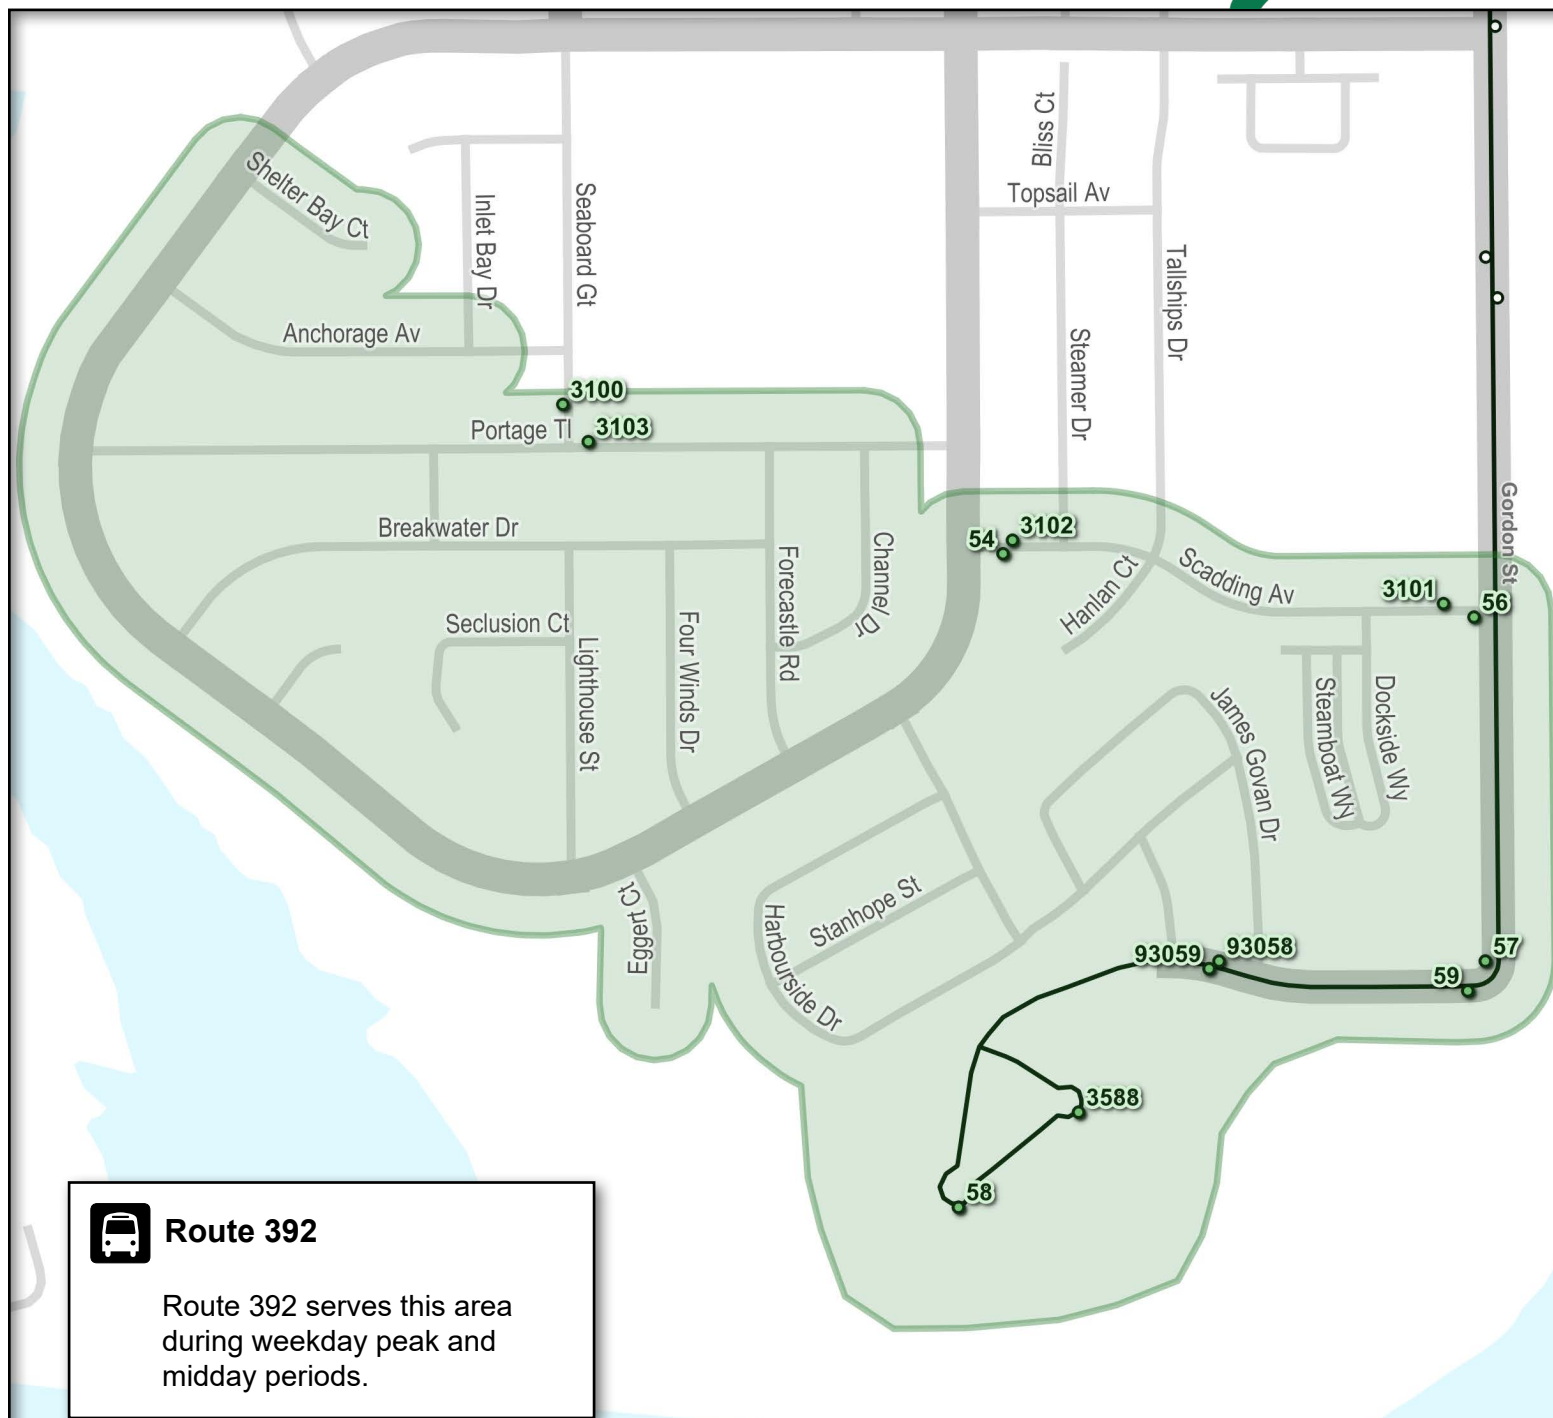 Bliss Ct
Shelter Bay Ct
Topsail Av
Inlet Bay Dr
Seaboard Gt
Tallships Dr
Anchorage Av
Steamer Dr
3100
3103
Portage Tl
Gordon St
Breakwater Dr
3102
54
Channel Dr
Forecastle Rd
Hanlan Ct
Scadding Av
3101
56
Seclusion Ct
Lighthouse St
Four Winds Dr
Steamboat Wy
Dockside Wy
James Govan Dr
Eggert Ct
Stanhope St
Harbourside Dr
93059
93058
57
59
3588
58
Route 392
Route 392 serves this area
during weekday peak and
midday periods.